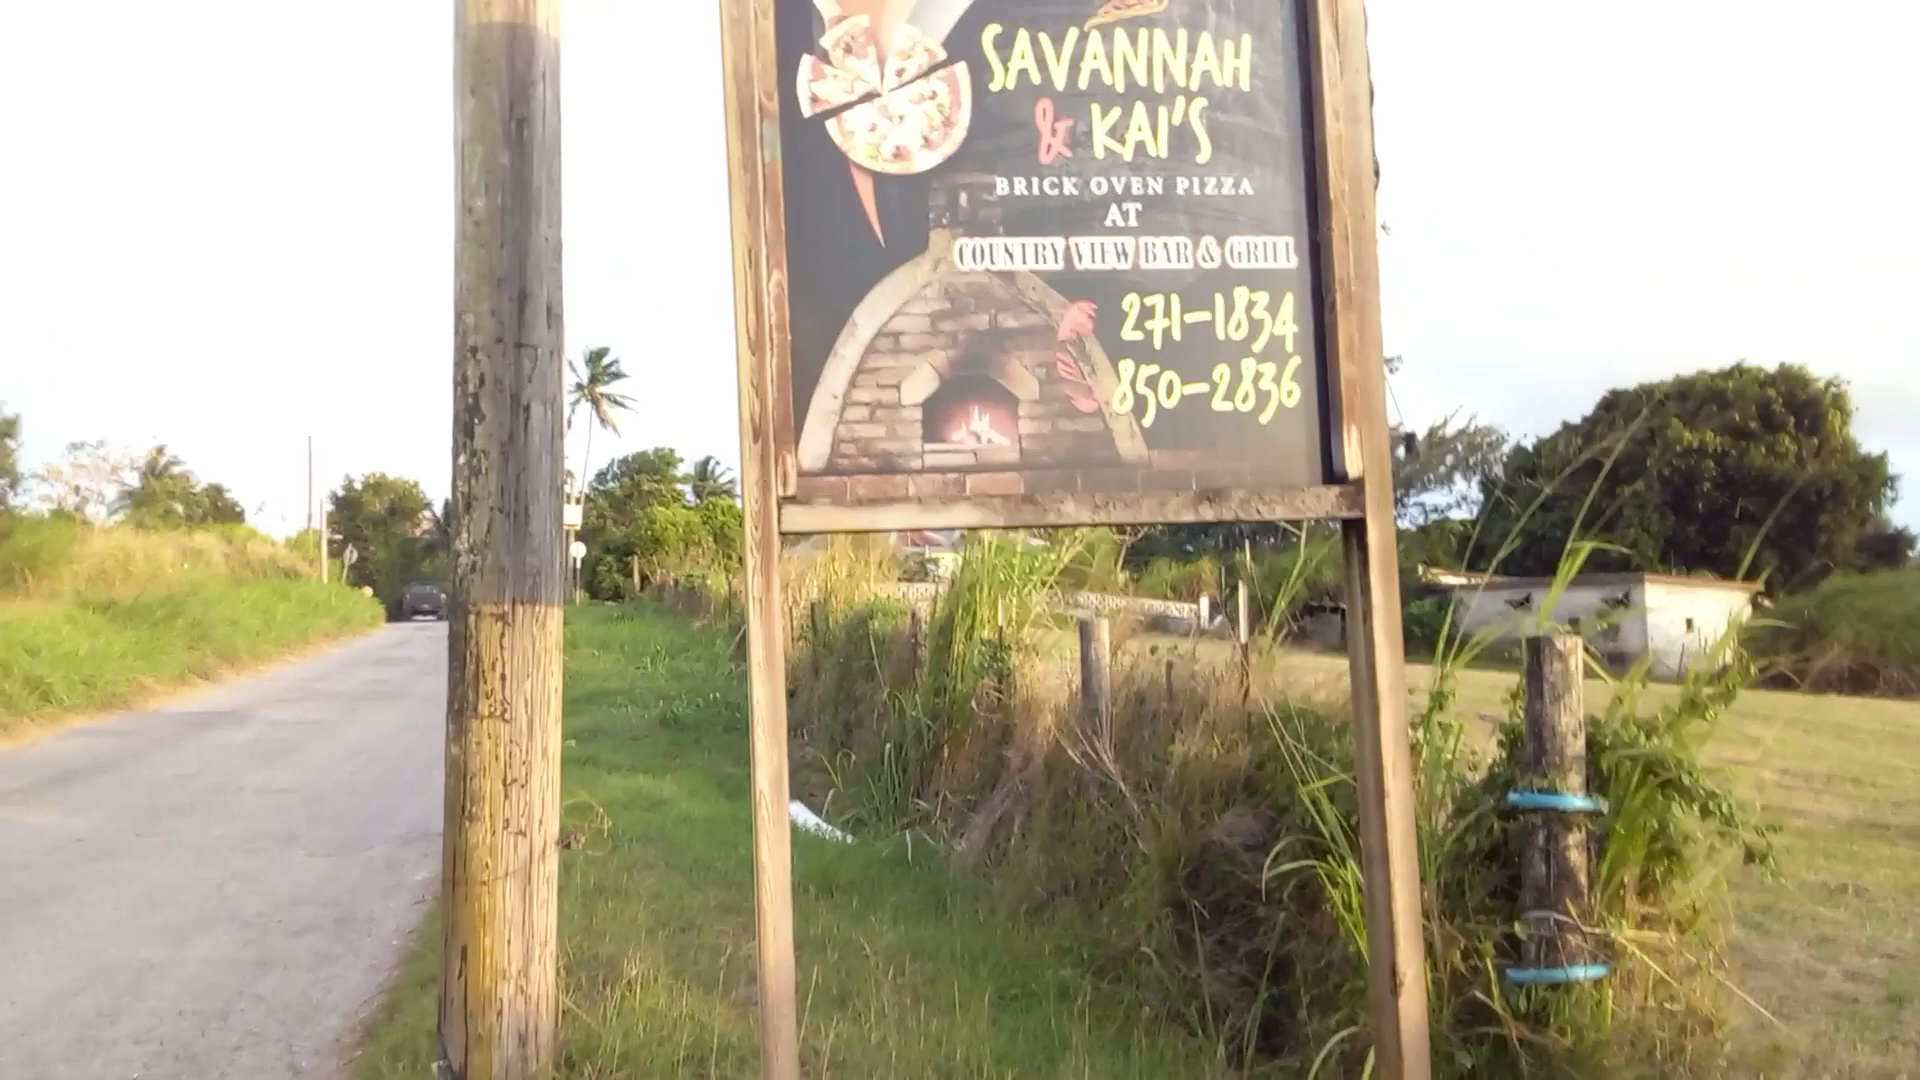 SAVANNAH
& KAI'S
BRICK OVEN PIZZA
AT
COUNTRY VIEW BAR & GRILL
271-1834
850-2836